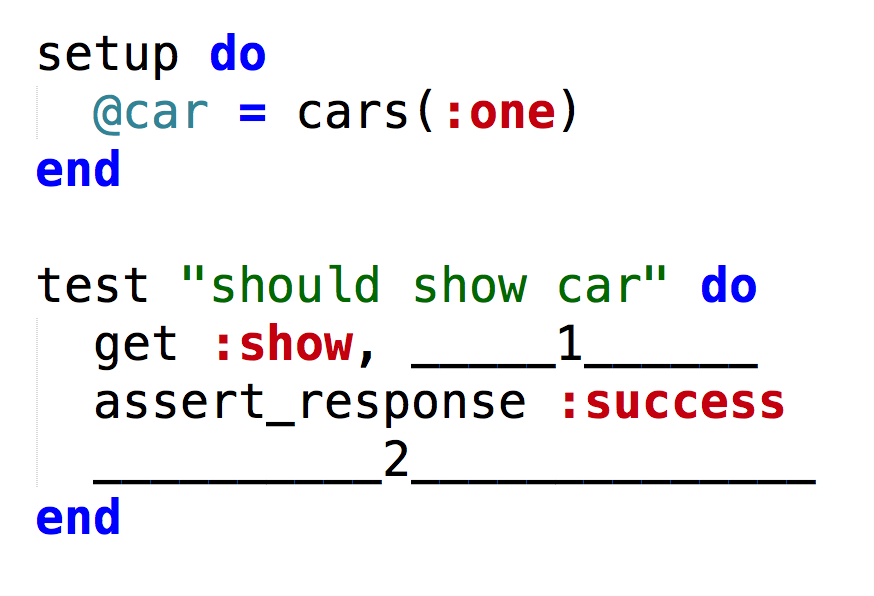 setup do
@car = cars(:one)
end
test "should show car" do
get :show, _____1______
assert_response :success
__________2______________
end